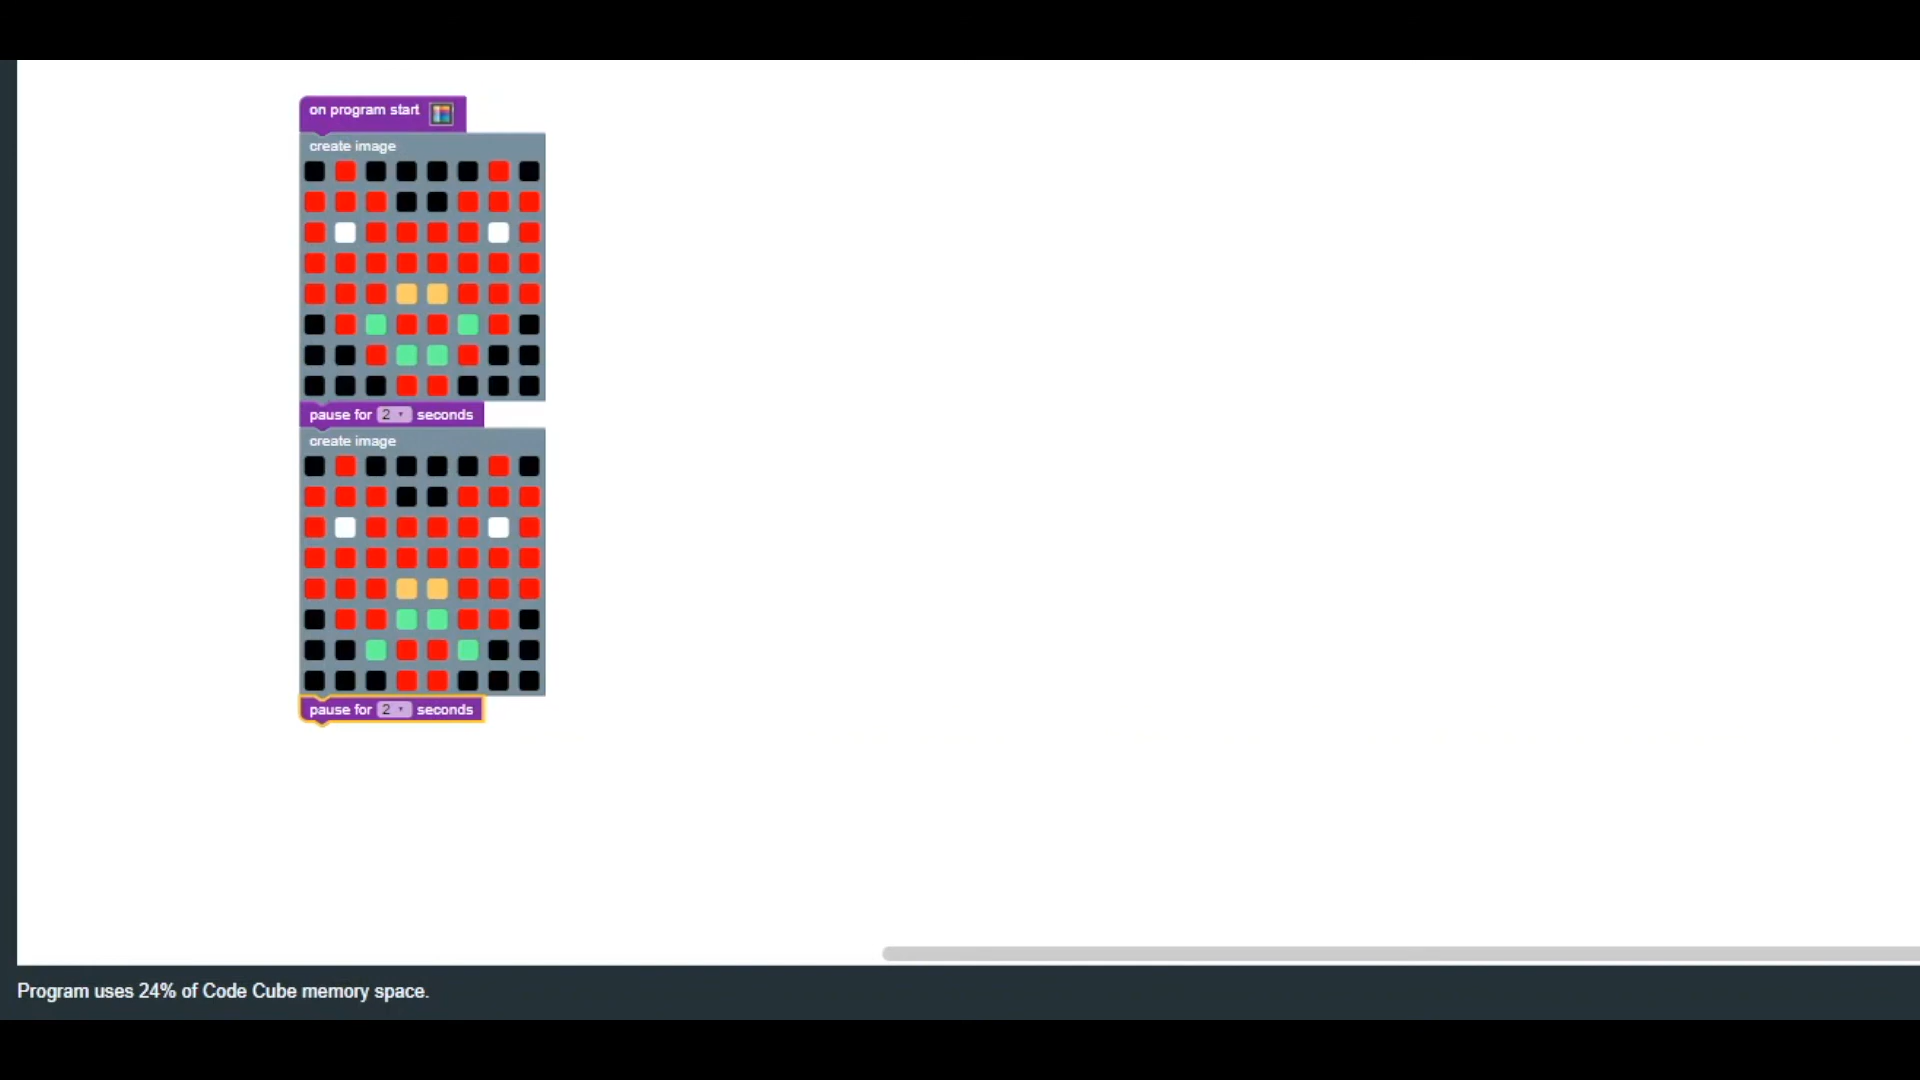 on program start
create image
pause for 2 seconds
create image
pause for 2 seconds
Program uses 24% of Code Cube memory space.